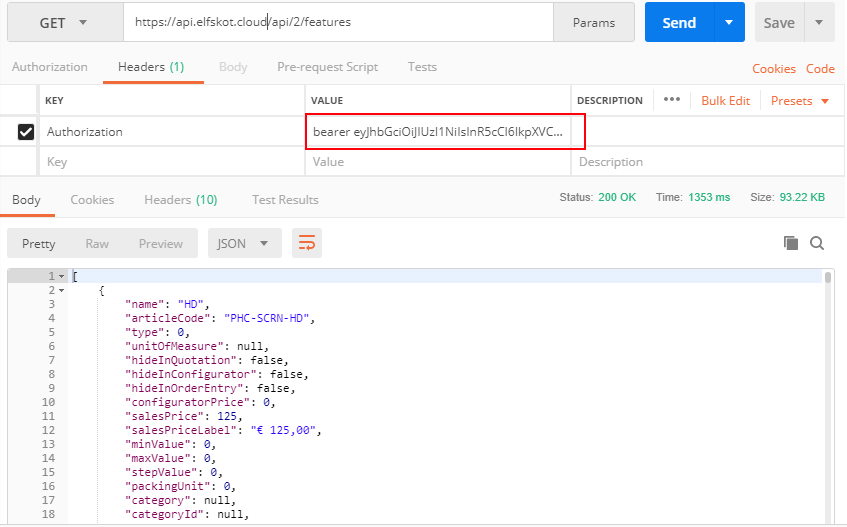 GET https://api.elfskot.cloud/api/2/features Params Send Save
Authorization Headers (1) Body Pre-request Script Tests Cookies Code
KEY VALUE DESCRIPTION ••• Bulk Edit Presets
Authorization bearer eyJhbGciOiJIUzI1NiIsInR5cCI6IkpXVC...
Key Value Description
Body Cookies Headers (10) Test Results Status: 200 OK Time: 1353 ms Size: 93.22 KB
Pretty Raw Preview JSON
1 [
2 {
3 "name": "HD",
4 "articleCode": "PHC-SCRN-HD",
5 "type": 0,
6 "unitOfMeasure": null,
7 "hideInQuotation": false,
8 "hideInConfigurator": false,
9 "hideInOrderEntry": false,
10 "configuratorPrice": 0,
11 "salesPrice": 125,
12 "salesPriceLabel": "€ 125,00",
13 "minValue": 0,
14 "maxValue": 0,
15 "stepValue": 0,
16 "packingUnit": 0,
17 "category": null,
18 "categoryId": null,